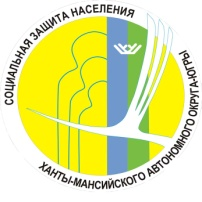 СОЦИАЛЬНАЯ ЗАЩИТА НАСЕЛЕНИЯ
ХАНТЫ-МАНСИЙСКОГО АВТОНОМНОГО ОКРУГА-ЮГРЫ